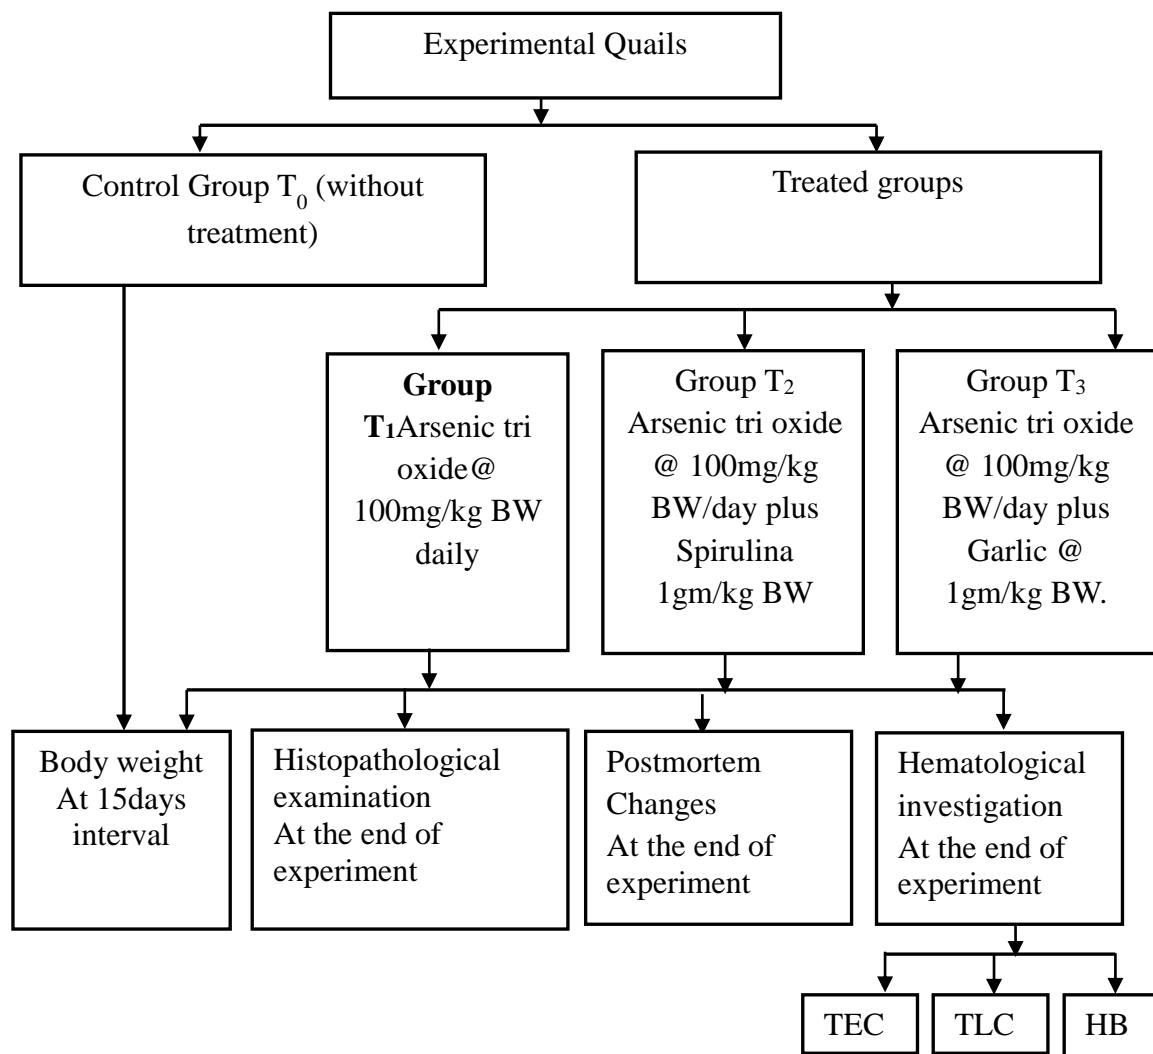 Experimental Quails
Control Group T0 (without
treatment)
Treated groups
Group
T1Arsenic tri
oxide@
100mg/kg BW
daily
Group T2
Arsenic tri oxide
@ 100mg/kg
BW/day plus
Spirulina
1gm/kg BW
Group T3
Arsenic tri oxide
@ 100mg/kg
BW/day plus
Garlic @
1gm/kg BW.
Body weight
At 15days
interval
Histopathological
examination
At the end of
experiment
Postmortem
Changes
At the end of
experiment
Hematological
investigation
At the end of
experiment
TEC
TLC
HB